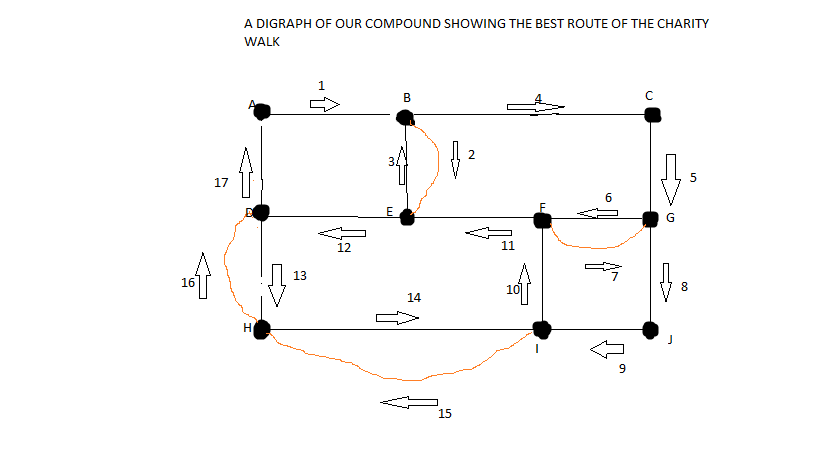 A DIGRAPH OF OUR COMPOUND SHOWING THE BEST ROUTE OF THE CHARITY
WALK
1
A
B
4
C
3
2
17
5
D
E
6
F
G
12
11
16
13
10
7
8
14
H
I
J
9
15